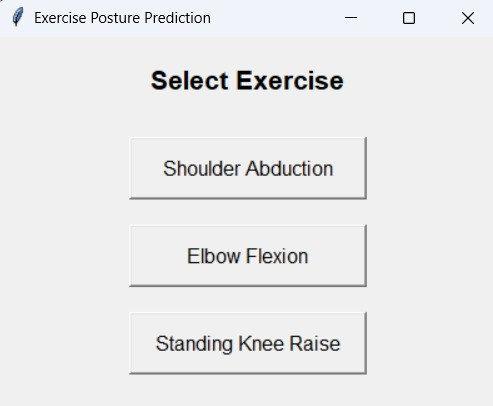 Exercise Posture Prediction
Select Exercise
Shoulder Abduction
Elbow Flexion
Standing Knee Raise